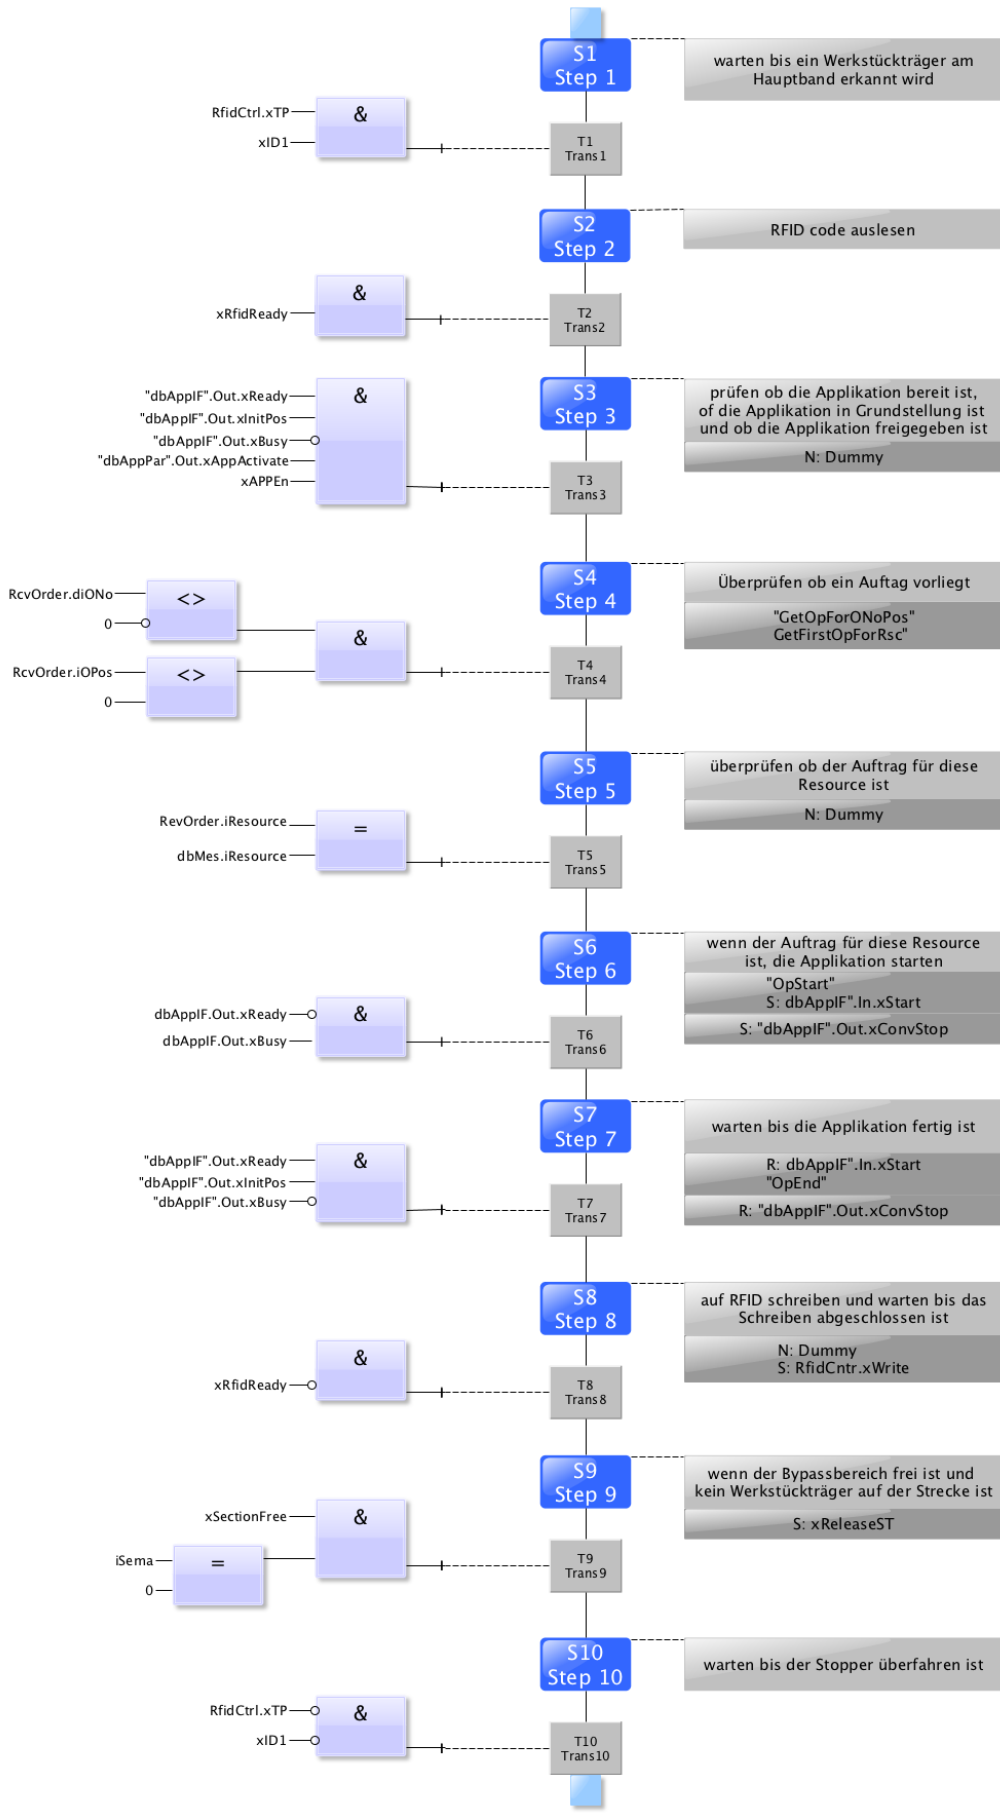 S1
Step 1
warten bis ein Werkstückträger am
Hauptband erkannt wird
RfidCtrl.xTP
xID1
&
T1
Trans1
S2
Step 2
RFID code auslesen
xRfidReady
&
T2
Trans2
S3
Step 3
prüfen ob die Applikation bereit ist,
of die Applikation in Grundstellung ist
und ob die Applikation freigegeben ist
N: Dummy
"dbAppIF".Out.xReady
"dbAppIF".Out.xInitPos
"dbAppIF".Out.xBusy
"dbAppPar".Out.xAppActivate
xAPPEn
&
T3
Trans3
S4
Step 4
Überprüfen ob ein Auftag vorliegt
"GetOpForONoPos"
GetFirstOpForRsc"
RcvOrder.diONo
0
<>
RcvOrder.iOPos
0
<>
&
T4
Trans4
S5
Step 5
überprüfen ob der Auftrag für diese
Resource ist
N: Dummy
RevOrder.iResource
dbMes.iResource
=
T5
Trans5
S6
Step 6
wenn der Auftrag für diese Resource
ist, die Applikation starten
"OpStart"
S: dbAppIF".In.xStart
S: "dbAppIF".Out.xConvStop
dbAppIF.Out.xReady
dbAppIF.Out.xBusy
&
T6
Trans6
S7
Step 7
warten bis die Applikation fertig ist
R: dbAppIF".In.xStart
"OpEnd"
R: "dbAppIF".Out.xConvStop
"dbAppIF".Out.xReady
"dbAppIF".Out.xInitPos
"dbAppIF".Out.xBusy
&
T7
Trans7
S8
Step 8
auf RFID schreiben und warten bis das
Schreiben abgeschlossen ist
N: Dummy
S: RfidCntr.xWrite
xRfidReady
&
T8
Trans8
S9
Step 9
wenn der Bypassbereich frei ist und
kein Werkstückträger auf der Strecke ist
S: xReleaseST
xSectionFree
&
iSema
0
=
T9
Trans9
S10
Step 10
warten bis der Stopper überfahren ist
RfidCtrl.xTP
xID1
&
T10
Trans10